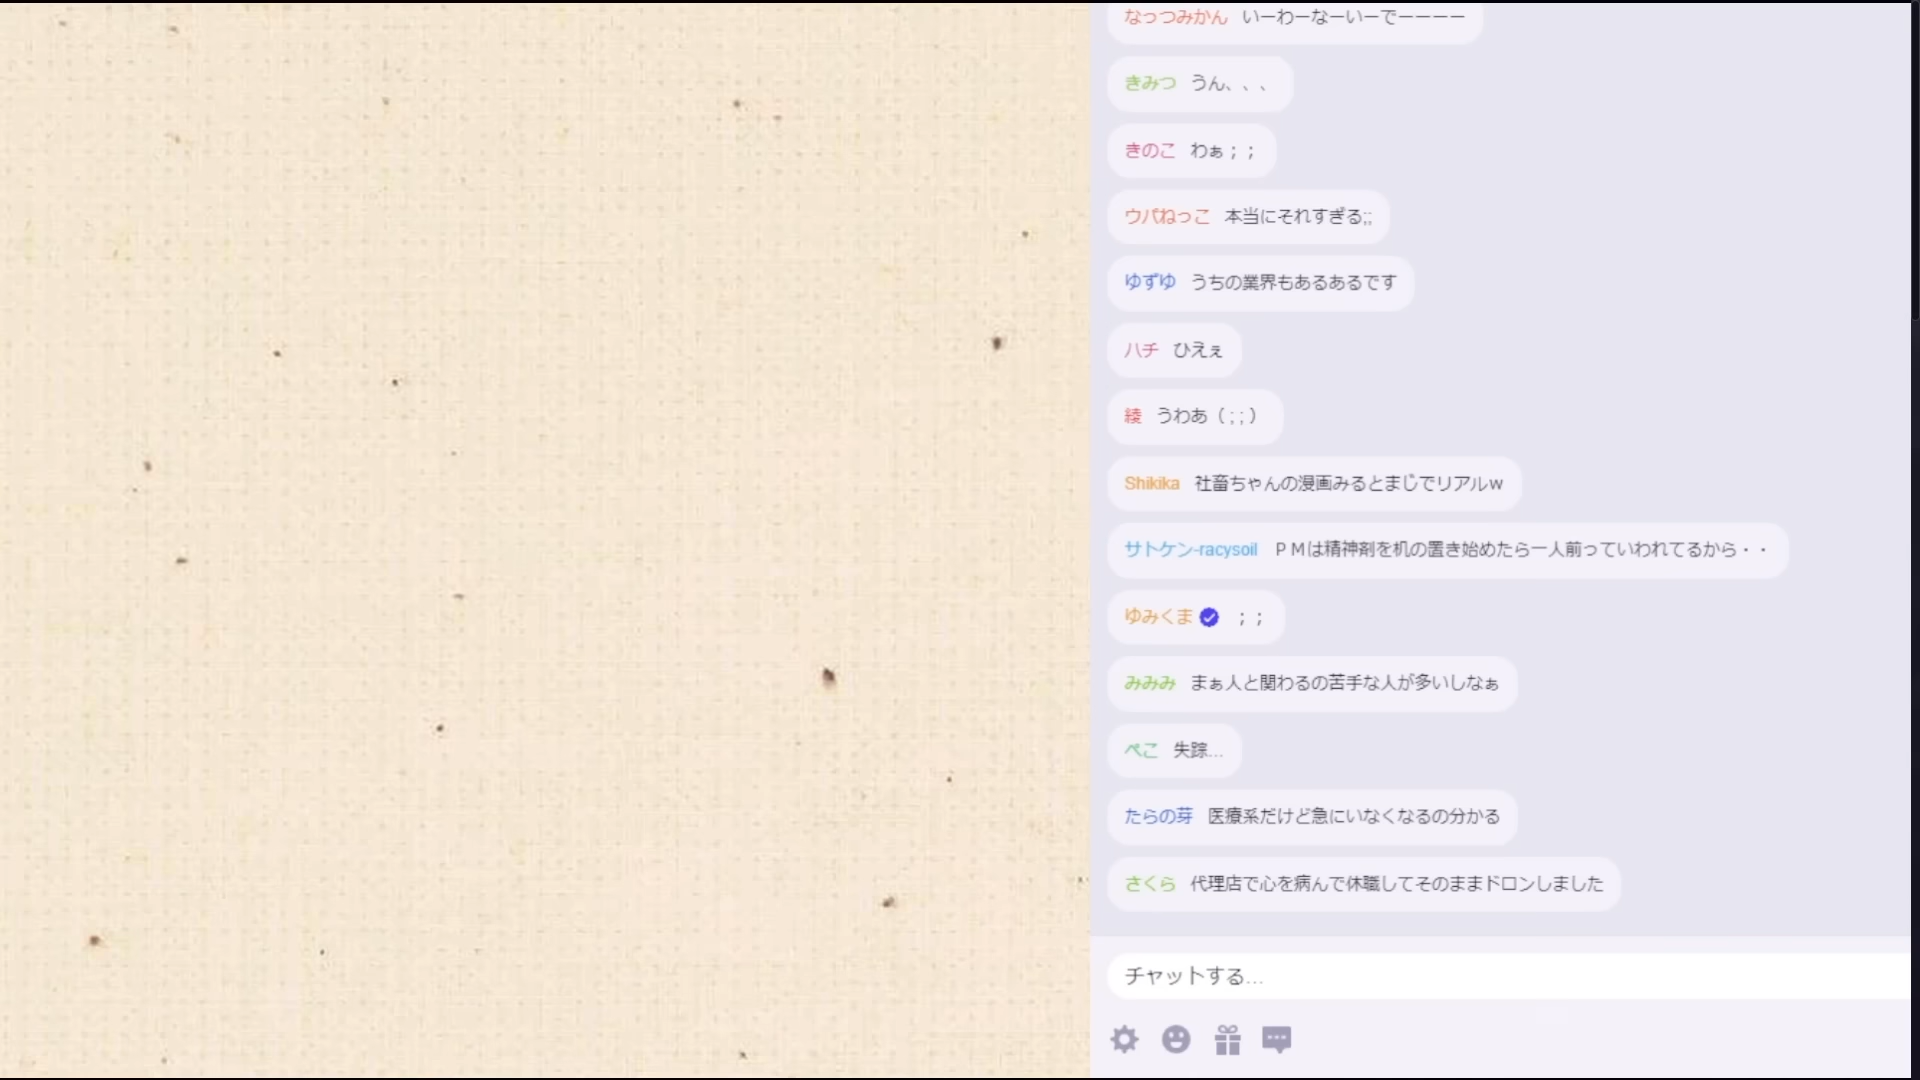 なっつみかん いーわーなーいーでーーーー
きみつ うん、、、
きのこ わぁ；；
ウパねっこ 本当にそれすぎる;;
ゆずゆ うちの業界もあるあるです
ハチ ひえぇ
綾 うわあ（ ; ; ）
Shikika 社畜ちゃんの漫画みるとまじでリアルw
サトケン-racysoil ＰＭは精神剤を机の置き始めたら一人前っていわれてるから・・
ゆみくま ；；
みみみ まぁ人と関わるの苦手な人が多いしなぁ
ぺこ 失踪...
たらの芽 医療系だけど急にいなくなるの分かる
さくら 代理店で心を病んで休職してそのままドロンしました
チャットする...